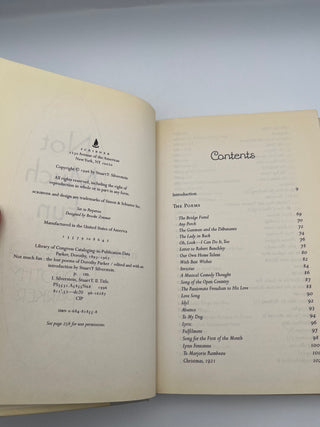 SCRIBNER
1230 Avenue of the Americas
New York, NY 10020
Copyright © 1996 by Stuart Y. Silverstein
All rights reserved, including the right of
reproduction in whole or in part in any form.
SCRIBNER and design are trademarks of Simon & Schuster Inc.
Set in Perpetua
Designed by Brooke Zimmer
Manufactured in the United States of America
1 3 5 7 9 10 8 6 4 2
Library of Congress Cataloging-in-Publication Data
Parker, Dorothy, 1893–1967.
Not much fun : the lost poems of Dorothy Parker / edited and with an
introduction by Stuart Y. Silverstein.
p. cm.
I. Silverstein, Stuart Y. II. Title.
1996
CIP
See page 256 for text permissions.
Contents
Introduction 9
THE POEMS
The Bridge Fiend 69
Any Porch 70
The Gunman and the Debutante
The Lady in Back
Oh, Look—I Can Do It, Too
Letter to Robert Benchley
Our Own Home Talent
With Best Wishes
Invictus
A Musical Comedy Thought
Song of the Open Country
The Passionate Freudian to His Love
Love Song
Idyl
Absence
To My Dog
Lyric
Fulfilment
Song for the First of the Month
Lynn Fontanne
To Marjorie Rambeau
Christmas, 1921